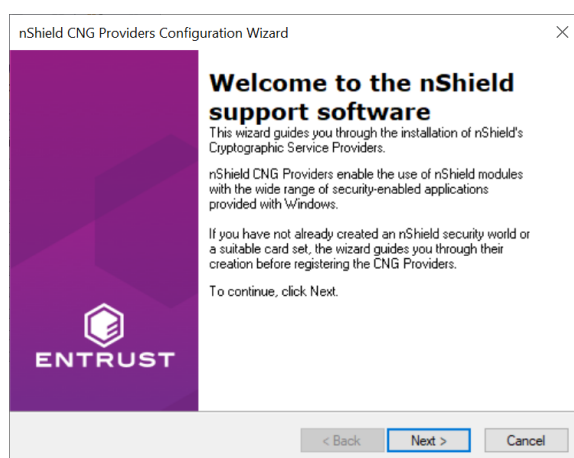 nShield CNG Providers Configuration Wizard
Welcome to the nShield
support software
This wizard guides you through the installation of nShield's
Cryptographic Service Providers.
nShield CNG Providers enable the use of nShield modules
with the wide range of security-enabled applications
provided with Windows.
If you have not already created an nShield security world or
a suitable card set, the wizard guides you through their
creation before registering the CNG Providers.
To continue, click Next.
ENTRUST
< Back Next > Cancel